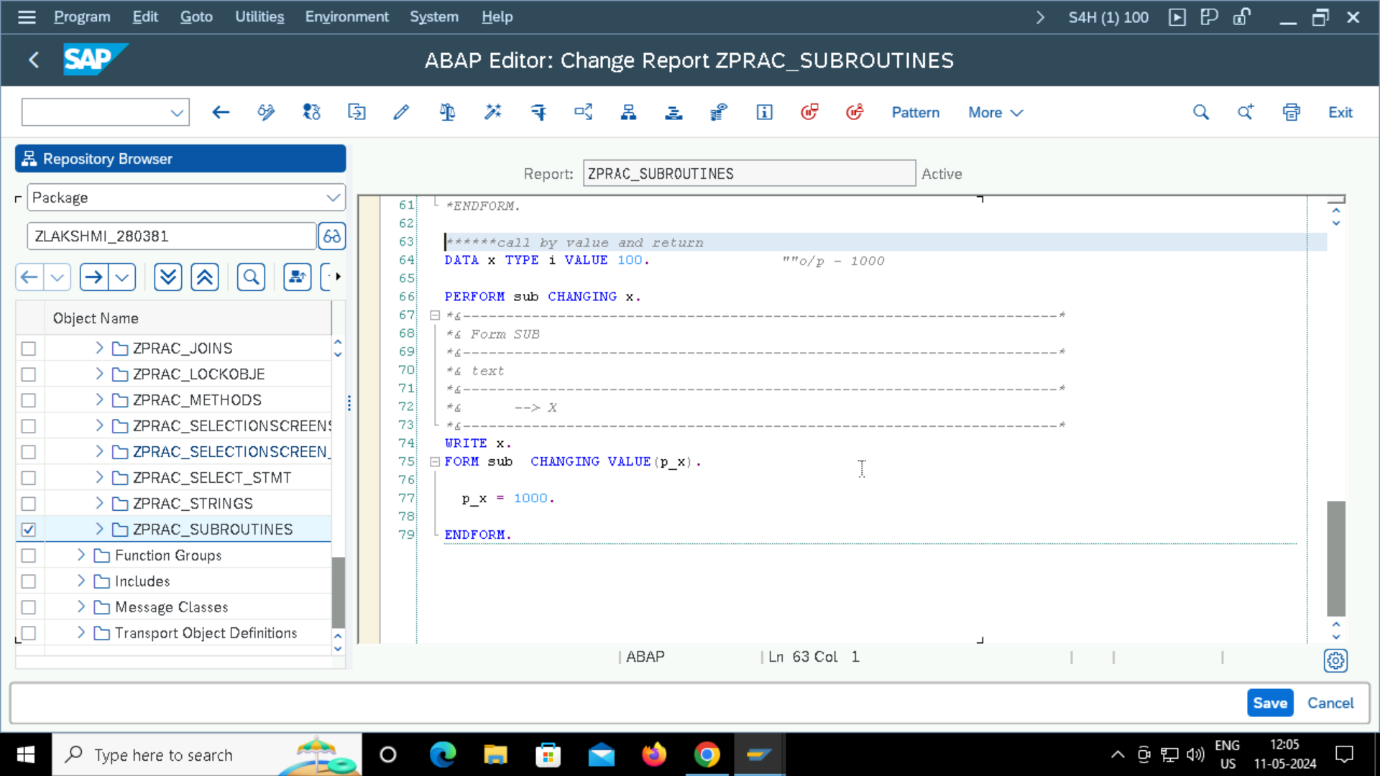 Program Edit Goto Utilities Environment System Help S4H (1) 100
SAP ABAP Editor: Change Report ZPRAC_SUBROUTINES
Pattern More Exit
Repository Browser
Report: ZPRAC_SUBROUTINES Active
Package
ZLAKSHMI_280381
Object Name
ZPRAC_JOINS
ZPRAC_LOCKOBJE
ZPRAC_METHODS
ZPRAC_SELECTIONSCREENS
ZPRAC_SELECTIONSCREEN_
ZPRAC_SELECT_STMT
ZPRAC_STRINGS
ZPRAC_SUBROUTINES
Function Groups
Includes
Message Classes
Transport Object Definitions
61 *ENDFORM.
62
63 ******call by value and return
64 DATA x TYPE i VALUE 100. ""o/p - 1000
65
66 PERFORM sub CHANGING x.
67 *&---------------------------------------------------------------------*
68 *& Form SUB
69 *&---------------------------------------------------------------------*
70 *& text
71 *&---------------------------------------------------------------------*
72 *& --> X
73 *&---------------------------------------------------------------------*
74 WRITE x.
75 FORM sub CHANGING VALUE(p_x).
76
77 p_x = 1000.
78
79 ENDFORM.
ABAP Ln 63 Col 1
Save Cancel
Type here to search
ENG
US
12:05
11-05-2024